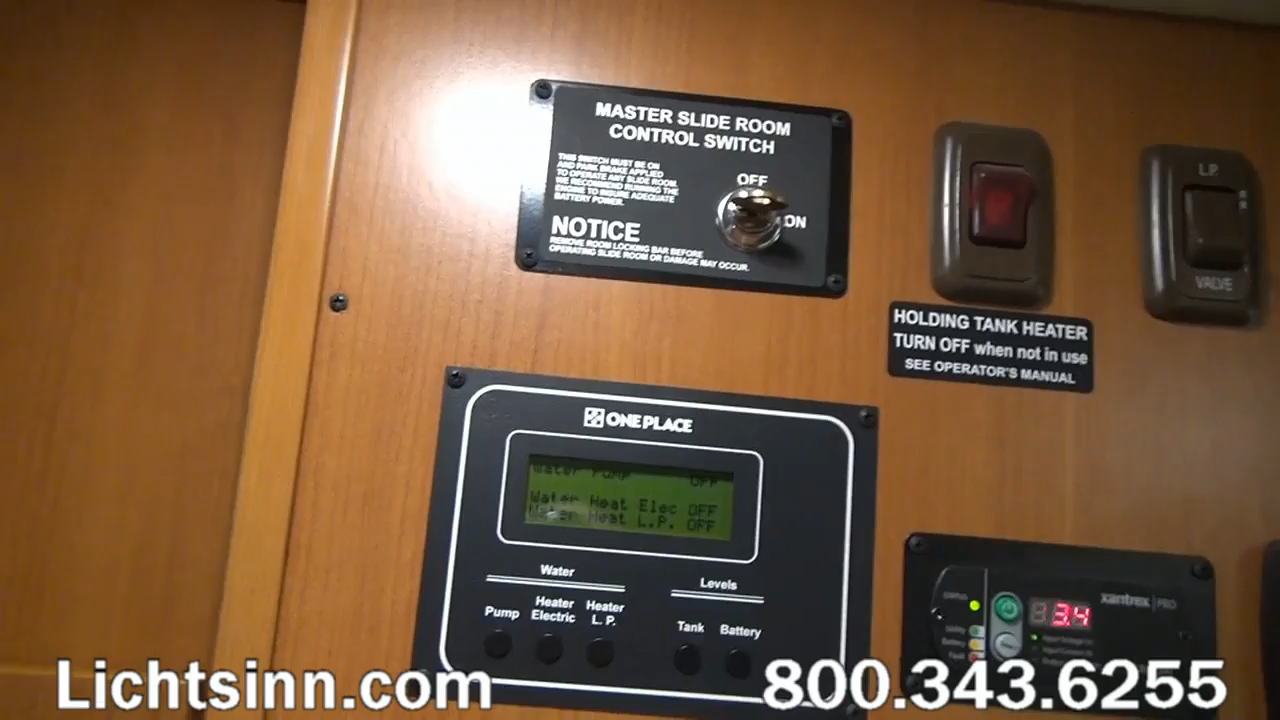 MASTER SLIDE ROOM
CONTROL SWITCH
THIS SWITCH MUST BE ON
AND PARK BRAKE APPLIED
TO OPERATE ANY SLIDE ROOM.
WE RECOMMEND RUNNING THE
ENGINE TO INSURE ADEQUATE
BATTERY POWER.
OFF
ON
NOTICE
REMOVE ROOM LOCKING BAR BEFORE
OPERATING SLIDE ROOM OR DAMAGE MAY OCCUR.
L.P.
VALVE
HOLDING TANK HEATER
TURN OFF when not in use
SEE OPERATOR'S MANUAL
ONE PLACE
Water Pump OFF
Water Heat Elec OFF
Water Heat L.P. OFF
Water
Levels
Pump
Heater
Electric
Heater
L. P.
Tank
Battery
xantrex PRO
STATUS
3.4
Lichtsinn.com
800.343.6255